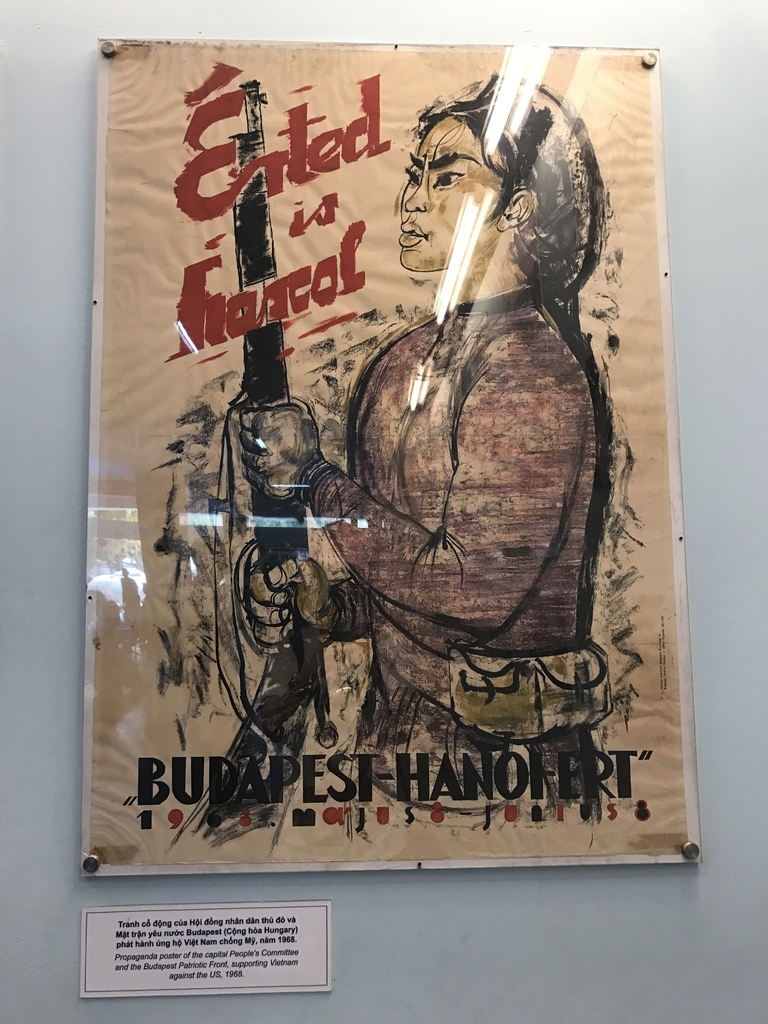 Érted
is
harcol
„BUDAPEST-HANOI-ÉRT"
1968. MÁJUS 8-JUNIUS 8
Tranh cổ động của Hội đồng nhân dân thủ đô và
Mặt trận yêu nước Budapest (Cộng hòa Hungary)
phát hành ủng hộ Việt Nam chống Mỹ, năm 1968.
Propaganda poster of the capital People's Committee
and the Budapest Patriotic Front, supporting Vietnam
against the US, 1968.